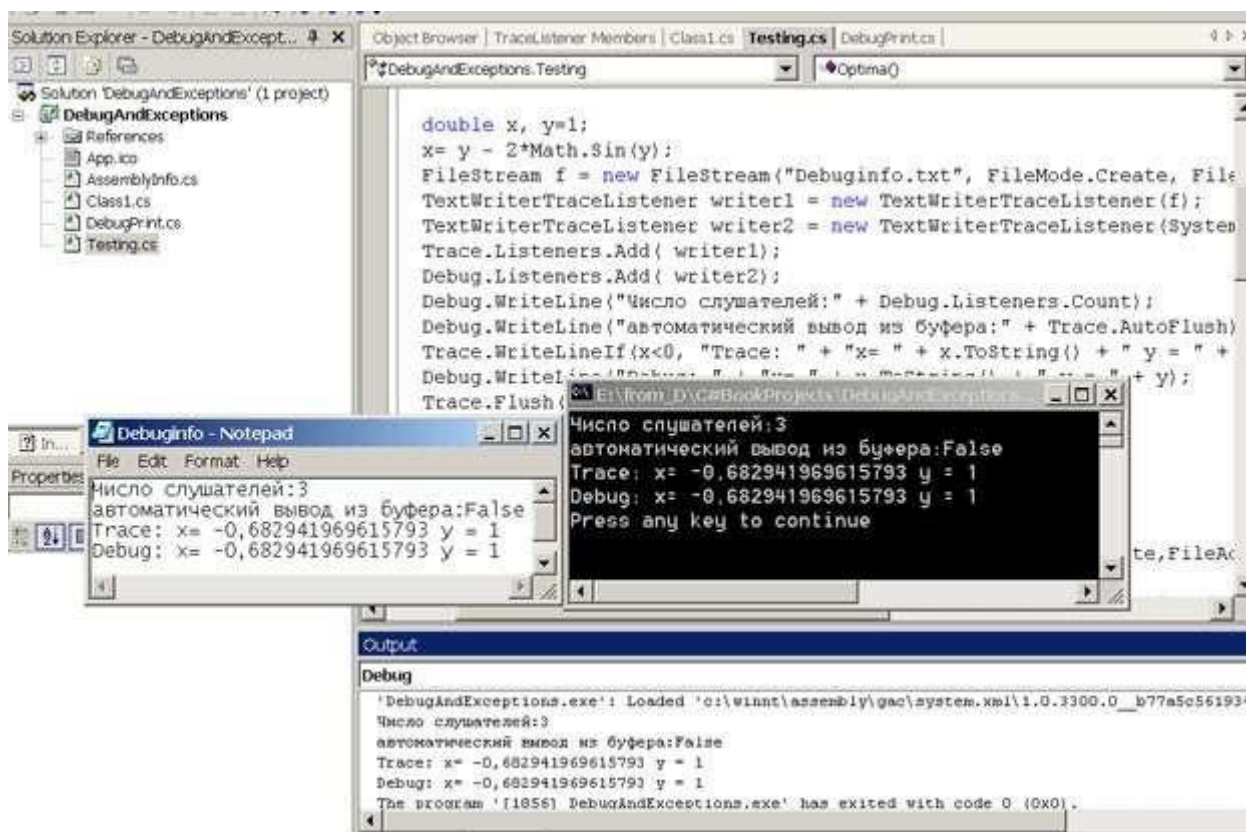 Solution Explorer - DebugAndExcept...
Solution 'DebugAndExceptions' (1 project)
DebugAndExceptions
References
App.ico
AssemblyInfo.cs
Class1.cs
DebugPrint.cs
Testing.cs
Object Browser | TraceListener Members | Class1.cs Testing.cs | DebugPrint.cs |
DebugAndExceptions.Testing
Optima()
double x, y=1;
x= y - 2*Math.Sin(y);
FileStream f = new FileStream("Debuginfo.txt", FileMode.Create, File
TextWriterTraceListener writer1 = new TextWriterTraceListener(f);
TextWriterTraceListener writer2 = new TextWriterTraceListener(System
Trace.Listeners.Add( writer1);
Debug.Listeners.Add( writer2);
Debug.WriteLine("Число слушателей:" + Debug.Listeners.Count);
Debug.WriteLine("автоматический вывод из буфера:" + Trace.AutoFlush)
Trace.WriteLineIf(x<0, "Trace: " + "x= " + x.ToString() + " y = " +
+ y);
Trace.Flush(
te,FileAc
In...
Properties
Debuginfo - Notepad
File Edit Format Help
Число слушателей:3
автоматический вывод из буфера:False
Trace: x= -0,682941969615793 y = 1
Debug: x= -0,682941969615793 y = 1
E:\from_D\C#BookProjects\DebugAndExceptions
Число слушателей:3
автоматический вывод из буфера:False
Trace: x= -0,682941969615793 y = 1
Debug: x= -0,682941969615793 y = 1
Press any key to continue
Output
Debug
'DebugAndExceptions.exe': Loaded 'c:\winnt\assembly\gac\system.xml\1.0.3300.0__b77a5c56193
Число слушателей:3
автоматический вывод из буфера:False
Trace: x= -0,682941969615793 y = 1
Debug: x= -0,682941969615793 y = 1
The program '[1856] DebugAndExceptions.exe' has exited with code 0 (0x0).